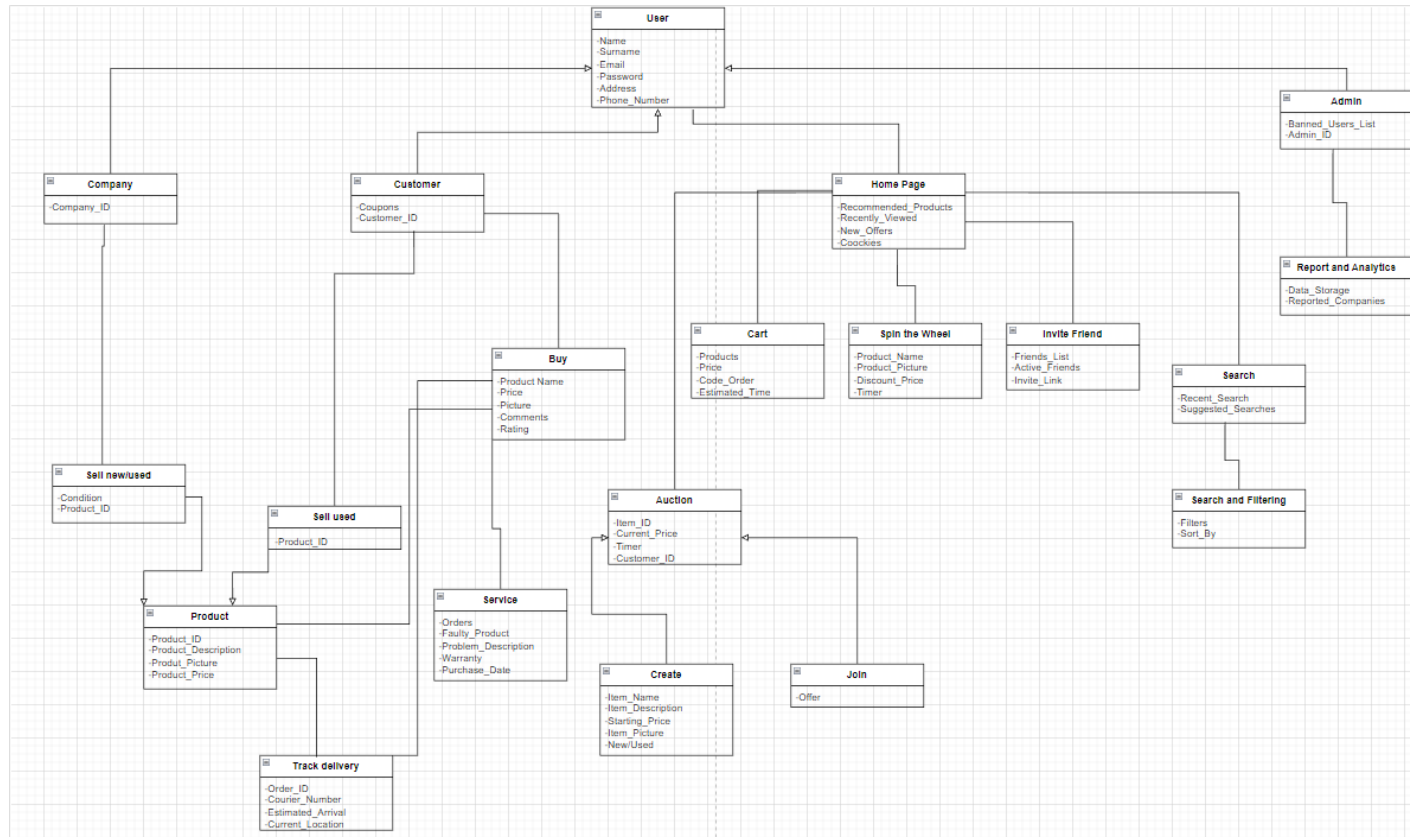 User
-Name
-Surname
-Email
-Password
-Address
-Phone_Number
Admin
-Banned_Users_List
-Admin_ID
Company
-Company_ID
Customer
-Coupons
-Customer_ID
Home Page
-Recommended_Products
-Recently_Viewed
-New_Offers
-Coockies
Report and Analytics
-Data_Storage
-Reported_Companies
Cart
-Products
-Price
-Code_Order
-Estimated_Time
Spin the Wheel
-Product_Name
-Product_Picture
-Discount_Price
-Timer
Invite Friend
-Friends_List
-Active_Friends
-Invite_Link
Buy
-Product Name
-Price
-Picture
-Comments
-Rating
Search
-Recent_Search
-Suggested_Searches
Sell new/used
-Condition
-Product_ID
Sell used
-Product_ID
Auction
-Item_ID
-Current_Price
-Timer
-Customer_ID
Search and Filtering
-Filters
-Sort_By
Product
-Product_ID
-Product_Description
-Produt_Picture
-Product_Price
Service
-Orders
-Faulty_Product
-Problem_Description
-Warranty
-Purchase_Date
Create
-Item_Name
-Item_Description
-Starting_Price
-Item_Picture
-New/Used
Join
-Offer
Track delivery
-Order_ID
-Courier_Number
-Estimated_Arrival
-Current_Location